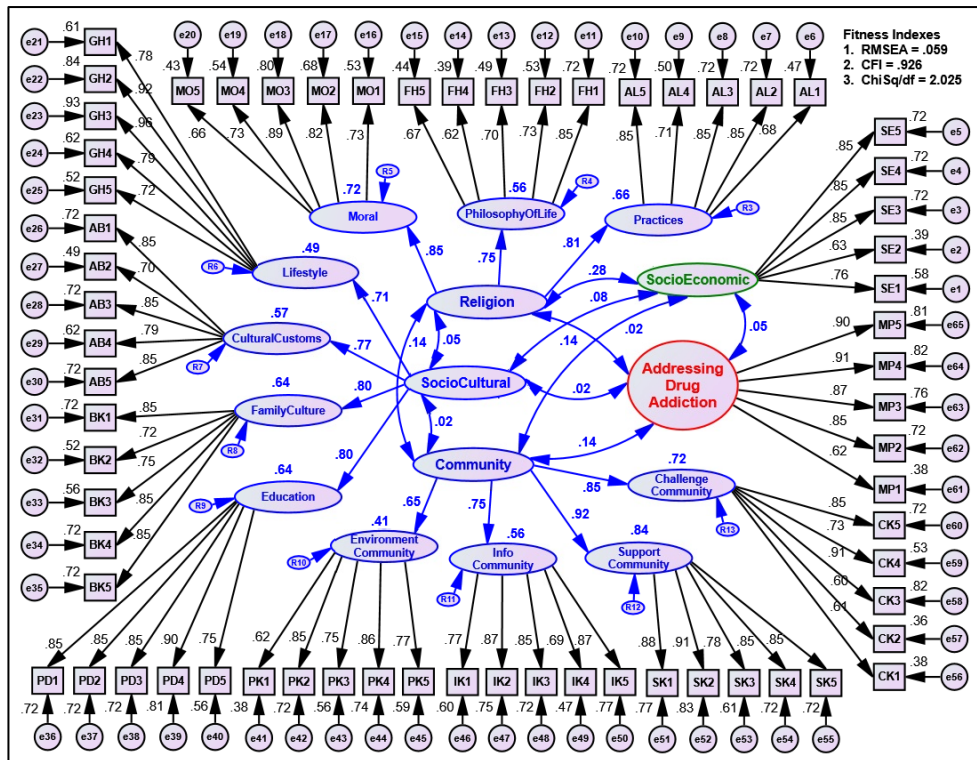 Fitness Indexes
1. RMSEA = .059
2. CFI = .926
3. ChiSq/df = 2.025
e20 e19 e18 e17 e16 e15 e14 e13 e12 e11 e10 e9 e8 e7 e6
.43 .54 .80 .68 .53 .44 .39 .49 .53 .72 .72 .50 .72 .72 .47
MO5 MO4 MO3 MO2 MO1 FH5 FH4 FH3 FH2 FH1 AL5 AL4 AL3 AL2 AL1
.66 .73 .89 .82 .73 .67 .62 .70 .73 .85 .85 .71 .85 .85 .68
e21 .61 GH1 .78
e22 .84 GH2 .92
e23 .93 GH3 .96
e24 .62 GH4 .79
e25 .52 GH5 .72
e26 .72 AB1 .85
e27 .49 AB2 .70
e28 .72 AB3 .85
e29 .62 AB4 .79
e30 .72 AB5 .85
e31 .72 BK1 .85
e32 .52 BK2 .72
e33 .56 BK3 .75
e34 .72 BK4 .85
e35 .72 BK5 .85
.85 SE5 .72 e5
.85 SE4 .72 e4
.85 SE3 .72 e3
.63 SE2 .39 e2
.76 SE1 .58 e1
.90 MP5 .81 e65
.91 MP4 .82 e64
.87 MP3 .76 e63
.85 MP2 .72 e62
.62 MP1 .38 e61
.85 CK5 .72 e60
.73 CK4 .53 e59
.91 CK3 .82 e58
.60 CK2 .36 e57
.61 CK1 .38 e56
.72 R5
Moral
.56 R4
PhilosophyOfLife
.66 R3
Practices
.85 .75 .81
.49
R6 Lifestyle
.71
Religion
.28
SocioEconomic
.08
.02
.05
.57
R7 CulturalCustoms
.77
.14 .05
.14
SocioCultural
.02
Addressing
Drug
Addiction
.64
R8 FamilyCulture
.80
.02
.14
.64
R9 Education
.80
Community
.72
Challenge
Community
R13
.85
.65 .75 .92
.41
Environment
Community
R10
.56
Info
Community
R11
.84
Support
Community
R12
.85 .85 .85 .90 .75 .62 .85 .75 .86 .77 .77 .87 .85 .69 .87 .88 .91 .78 .85 .85
PD1 PD2 PD3 PD4 PD5 PK1 PK2 PK3 PK4 PK5 IK1 IK2 IK3 IK4 IK5 SK1 SK2 SK3 SK4 SK5
.72 .72 .72 .81 .56 .38 .72 .56 .74 .59 .60 .75 .72 .47 .77 .77 .83 .61 .72 .72
e36 e37 e38 e39 e40 e41 e42 e43 e44 e45 e46 e47 e48 e49 e50 e51 e52 e53 e54 e55